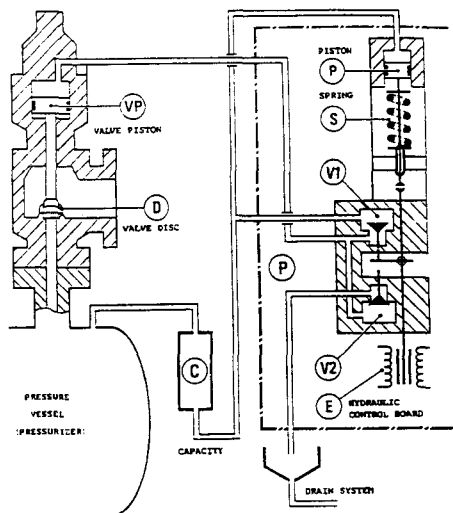 PISTON
P
SPRING
S
VP
VALVE PISTON
V1
D
VALVE DISC
P
V2
C
E
HYDRAULIC
CONTROL BOARD
PRESSURE
VESSEL
(PRESSURIZER)
CAPACITY
DRAIN SYSTEM